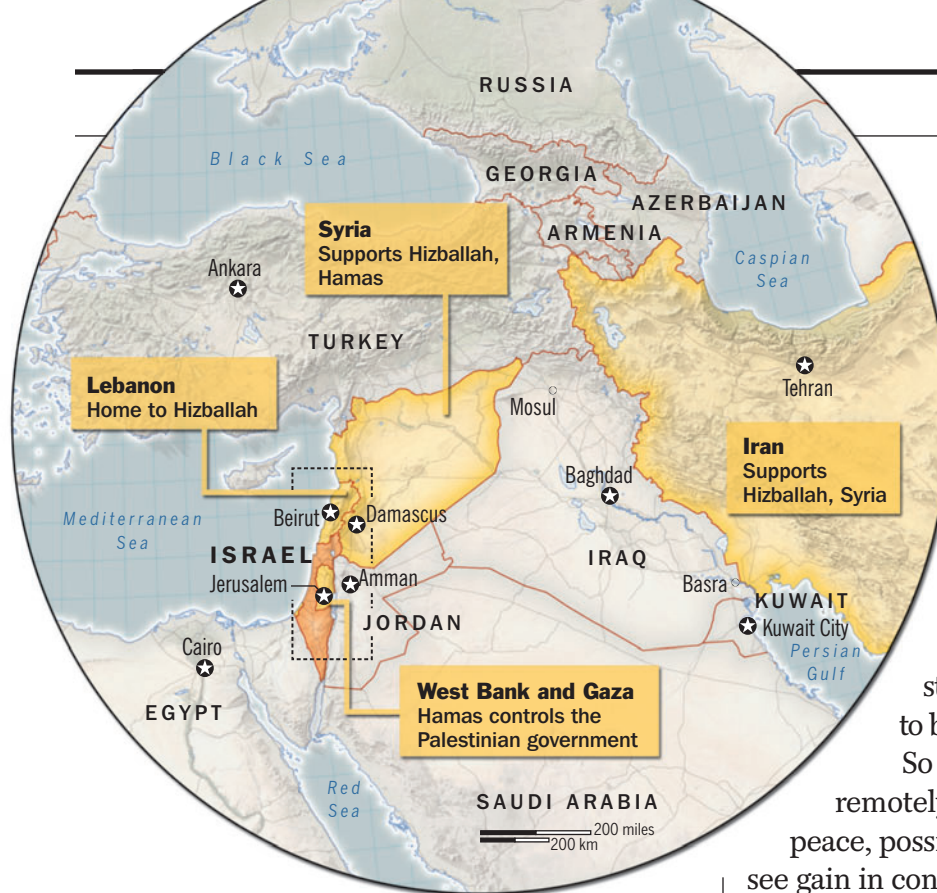 RUSSIA
Black Sea
GEORGIA
AZERBAIJAN
ARMENIA
Caspian
Sea
Syria
Supports Hizballah,
Hamas
Ankara
TURKEY
Tehran
Lebanon
Home to Hizballah
Mosul
Iran
Supports
Hizballah, Syria
Baghdad
Mediterranean
Sea
Beirut
Damascus
ISRAEL
IRAQ
Jerusalem
Amman
Basra
JORDAN
KUWAIT
Kuwait City
Persian
Gulf
Cairo
EGYPT
West Bank and Gaza
Hamas controls the
Palestinian government
Red
Sea
SAUDI ARABIA
200 miles
200 km
to b
So
remotely
peace, possi
see gain in con